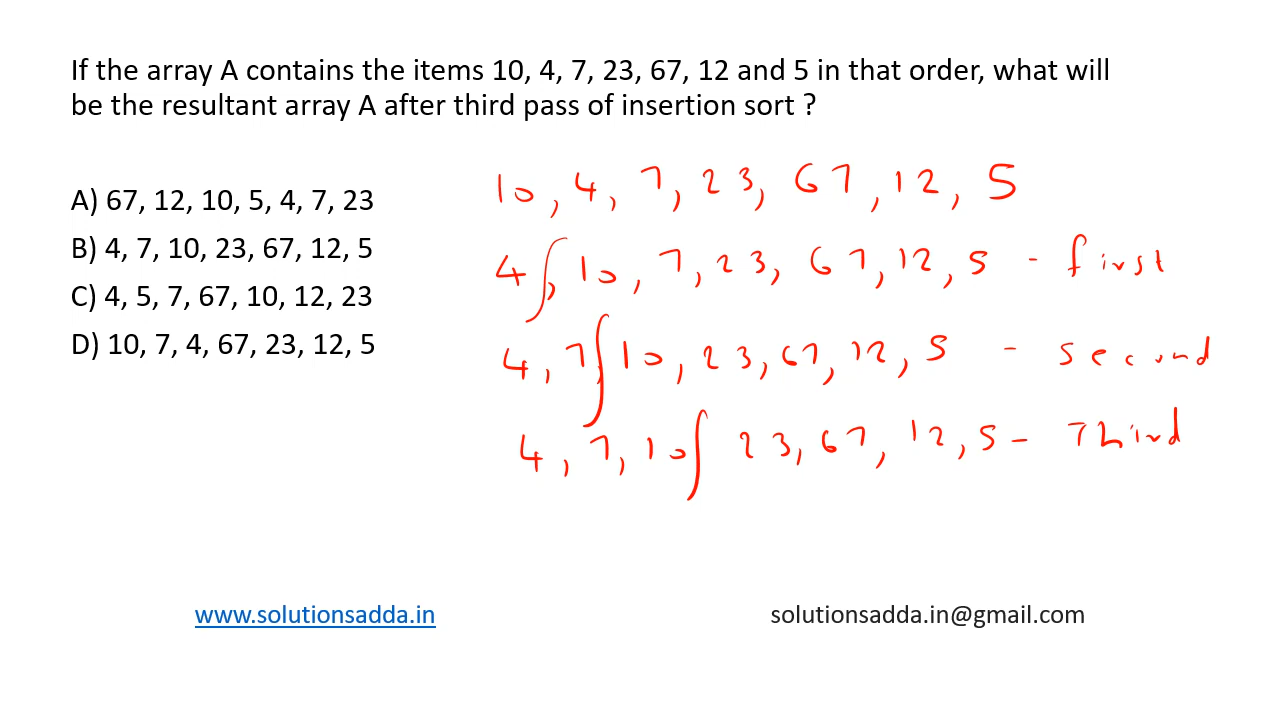 If the array A contains the items 10, 4, 7, 23, 67, 12 and 5 in that order, what will
be the resultant array A after third pass of insertion sort ?
A) 67, 12, 10, 5, 4, 7, 23
B) 4, 7, 10, 23, 67, 12, 5
C) 4, 5, 7, 67, 10, 12, 23
D) 10, 7, 4, 67, 23, 12, 5
10, 4, 7, 23, 67, 12, 5
4, 10, 7, 23, 67, 12, 5 - first
4, 7, 10, 23, 67, 12, 5 - second
4, 7, 10 23, 67, 12, 5 - Third
www.solutionsadda.in
solutionsadda.in@gmail.com